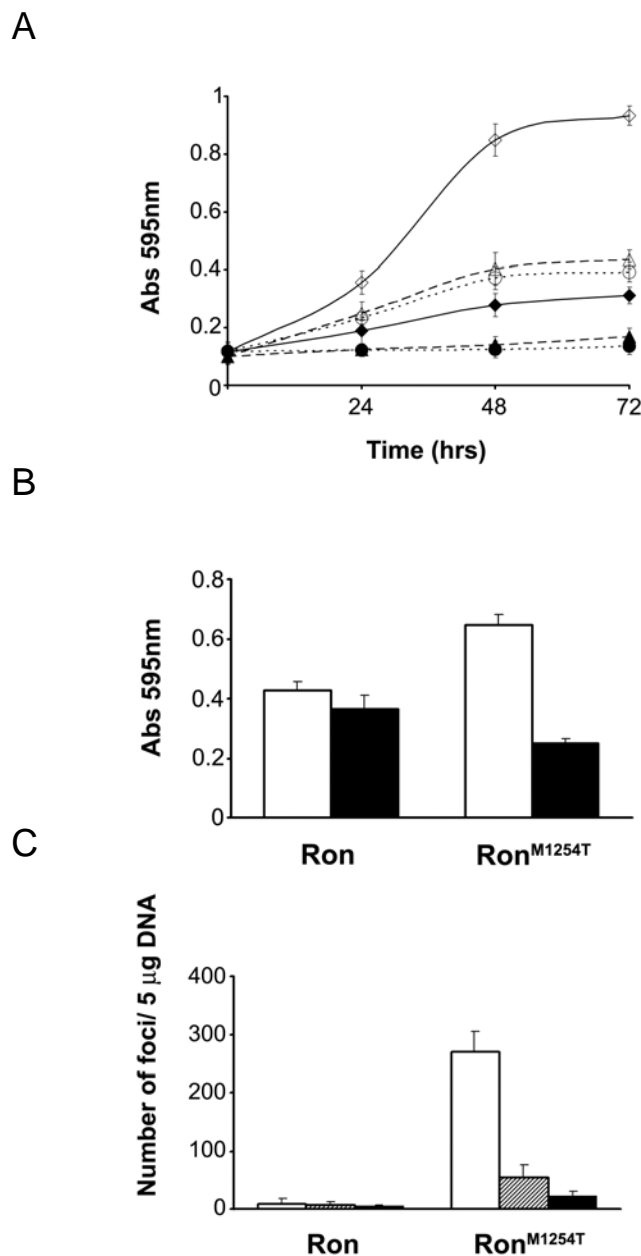 A
1
0.8
0.6
0.4
0.2
0
Abs 595nm
24 48 72
Time (hrs)
B
0.8
0.6
0.4
0.2
0
Abs 595nm
Ron Ron^M1254T
C
400
300
200
100
0
Number of foci/ 5 μg DNA
Ron Ron^M1254T